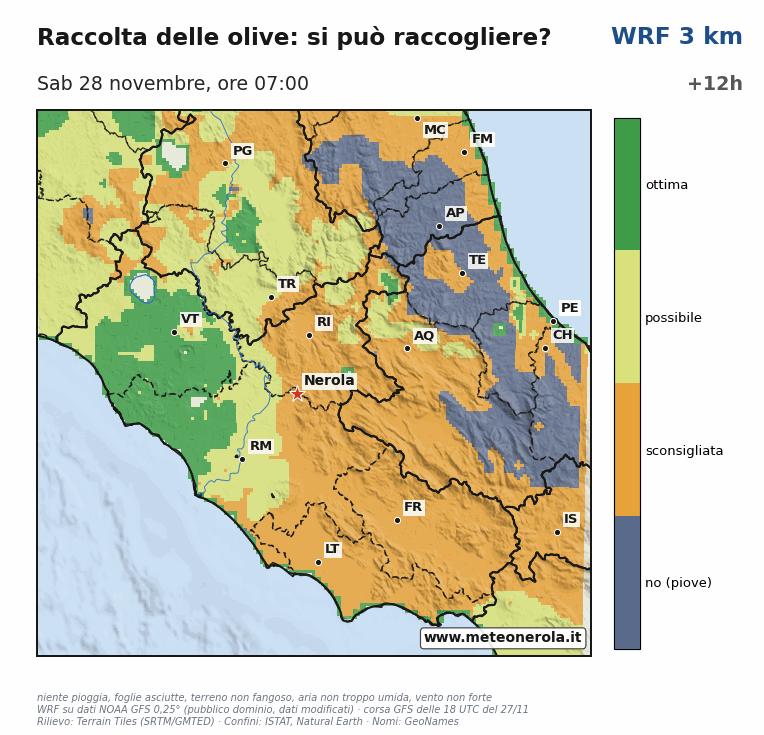 Raccolta delle olive: si può raccogliere?
WRF 3 km
Sab 28 novembre, ore 07:00
+12h
MC
FM
PG
AP
TE
TR
PE
VT
RI
AQ
CH
Nerola
RM
FR
IS
LT
www.meteonerola.it
ottima
possibile
sconsigliata
no (piove)
niente pioggia, foglie asciutte, terreno non fangoso, aria non troppo umida, vento non forte
WRF su dati NOAA GFS 0,25° (pubblico dominio, dati modificati) · corsa GFS delle 18 UTC del 27/11
Rilievo: Terrain Tiles (SRTM/GMTED) · Confini: ISTAT, Natural Earth · Nomi: GeoNames